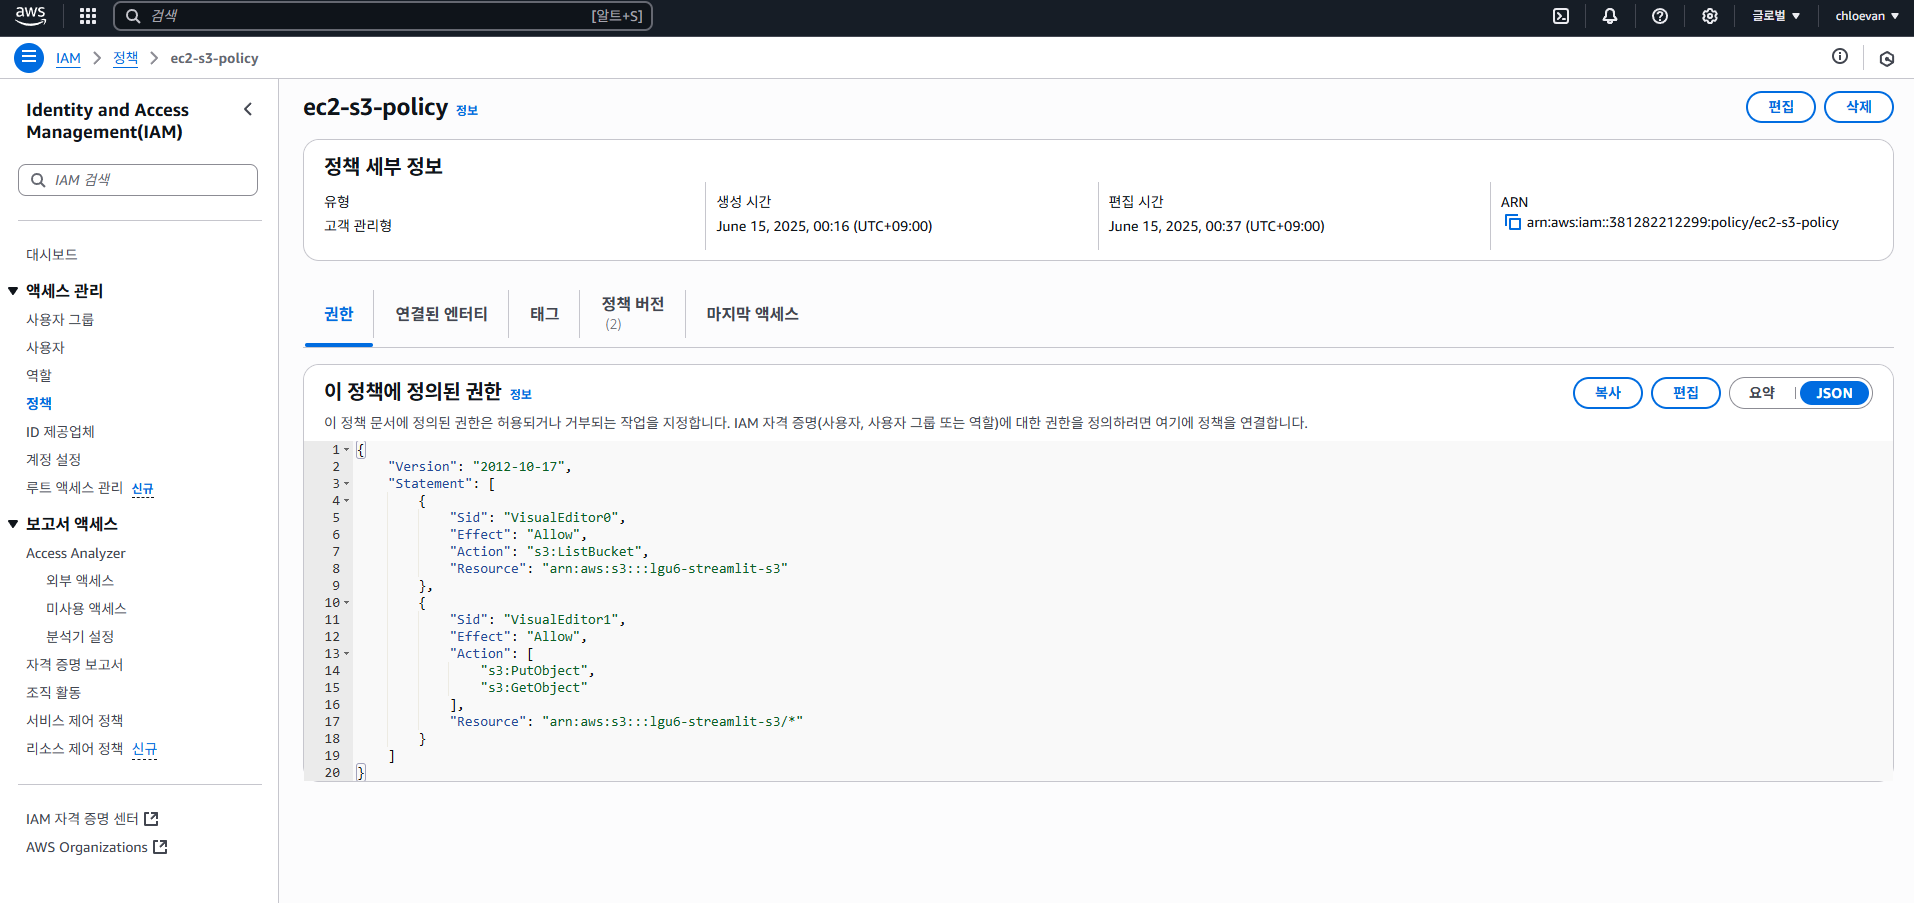 aws
검색
[알트+S]
글로벌
chloevan
IAM
정책
ec2-s3-policy
Identity and Access
Management(IAM)
IAM 검색
대시보드
액세스 관리
사용자 그룹
사용자
역할
정책
ID 제공업체
계정 설정
루트 액세스 관리 신규
보고서 액세스
Access Analyzer
외부 액세스
미사용 액세스
분석기 설정
자격 증명 보고서
조직 활동
서비스 제어 정책
리소스 제어 정책 신규
IAM 자격 증명 센터
AWS Organizations
ec2-s3-policy 정보
편집
삭제
정책 세부 정보
유형
고객 관리형
생성 시간
June 15, 2025, 00:16 (UTC+09:00)
편집 시간
June 15, 2025, 00:37 (UTC+09:00)
ARN
arn:aws:iam::381282212299:policy/ec2-s3-policy
권한
연결된 엔터티
태그
정책 버전
(2)
마지막 액세스
이 정책에 정의된 권한 정보
복사
편집
요약
JSON
이 정책 문서에 정의된 권한은 허용되거나 거부되는 작업을 지정합니다. IAM 자격 증명(사용자, 사용자 그룹 또는 역할)에 대한 권한을 정의하려면 여기에 정책을 연결합니다.
1 {
2 "Version": "2012-10-17",
3 "Statement": [
4 {
5 "Sid": "VisualEditor0",
6 "Effect": "Allow",
7 "Action": "s3:ListBucket",
8 "Resource": "arn:aws:s3:::lgu6-streamlit-s3"
9 },
10 {
11 "Sid": "VisualEditor1",
12 "Effect": "Allow",
13 "Action": [
14 "s3:PutObject",
15 "s3:GetObject"
16 ],
17 "Resource": "arn:aws:s3:::lgu6-streamlit-s3/*"
18 }
19 ]
20 }